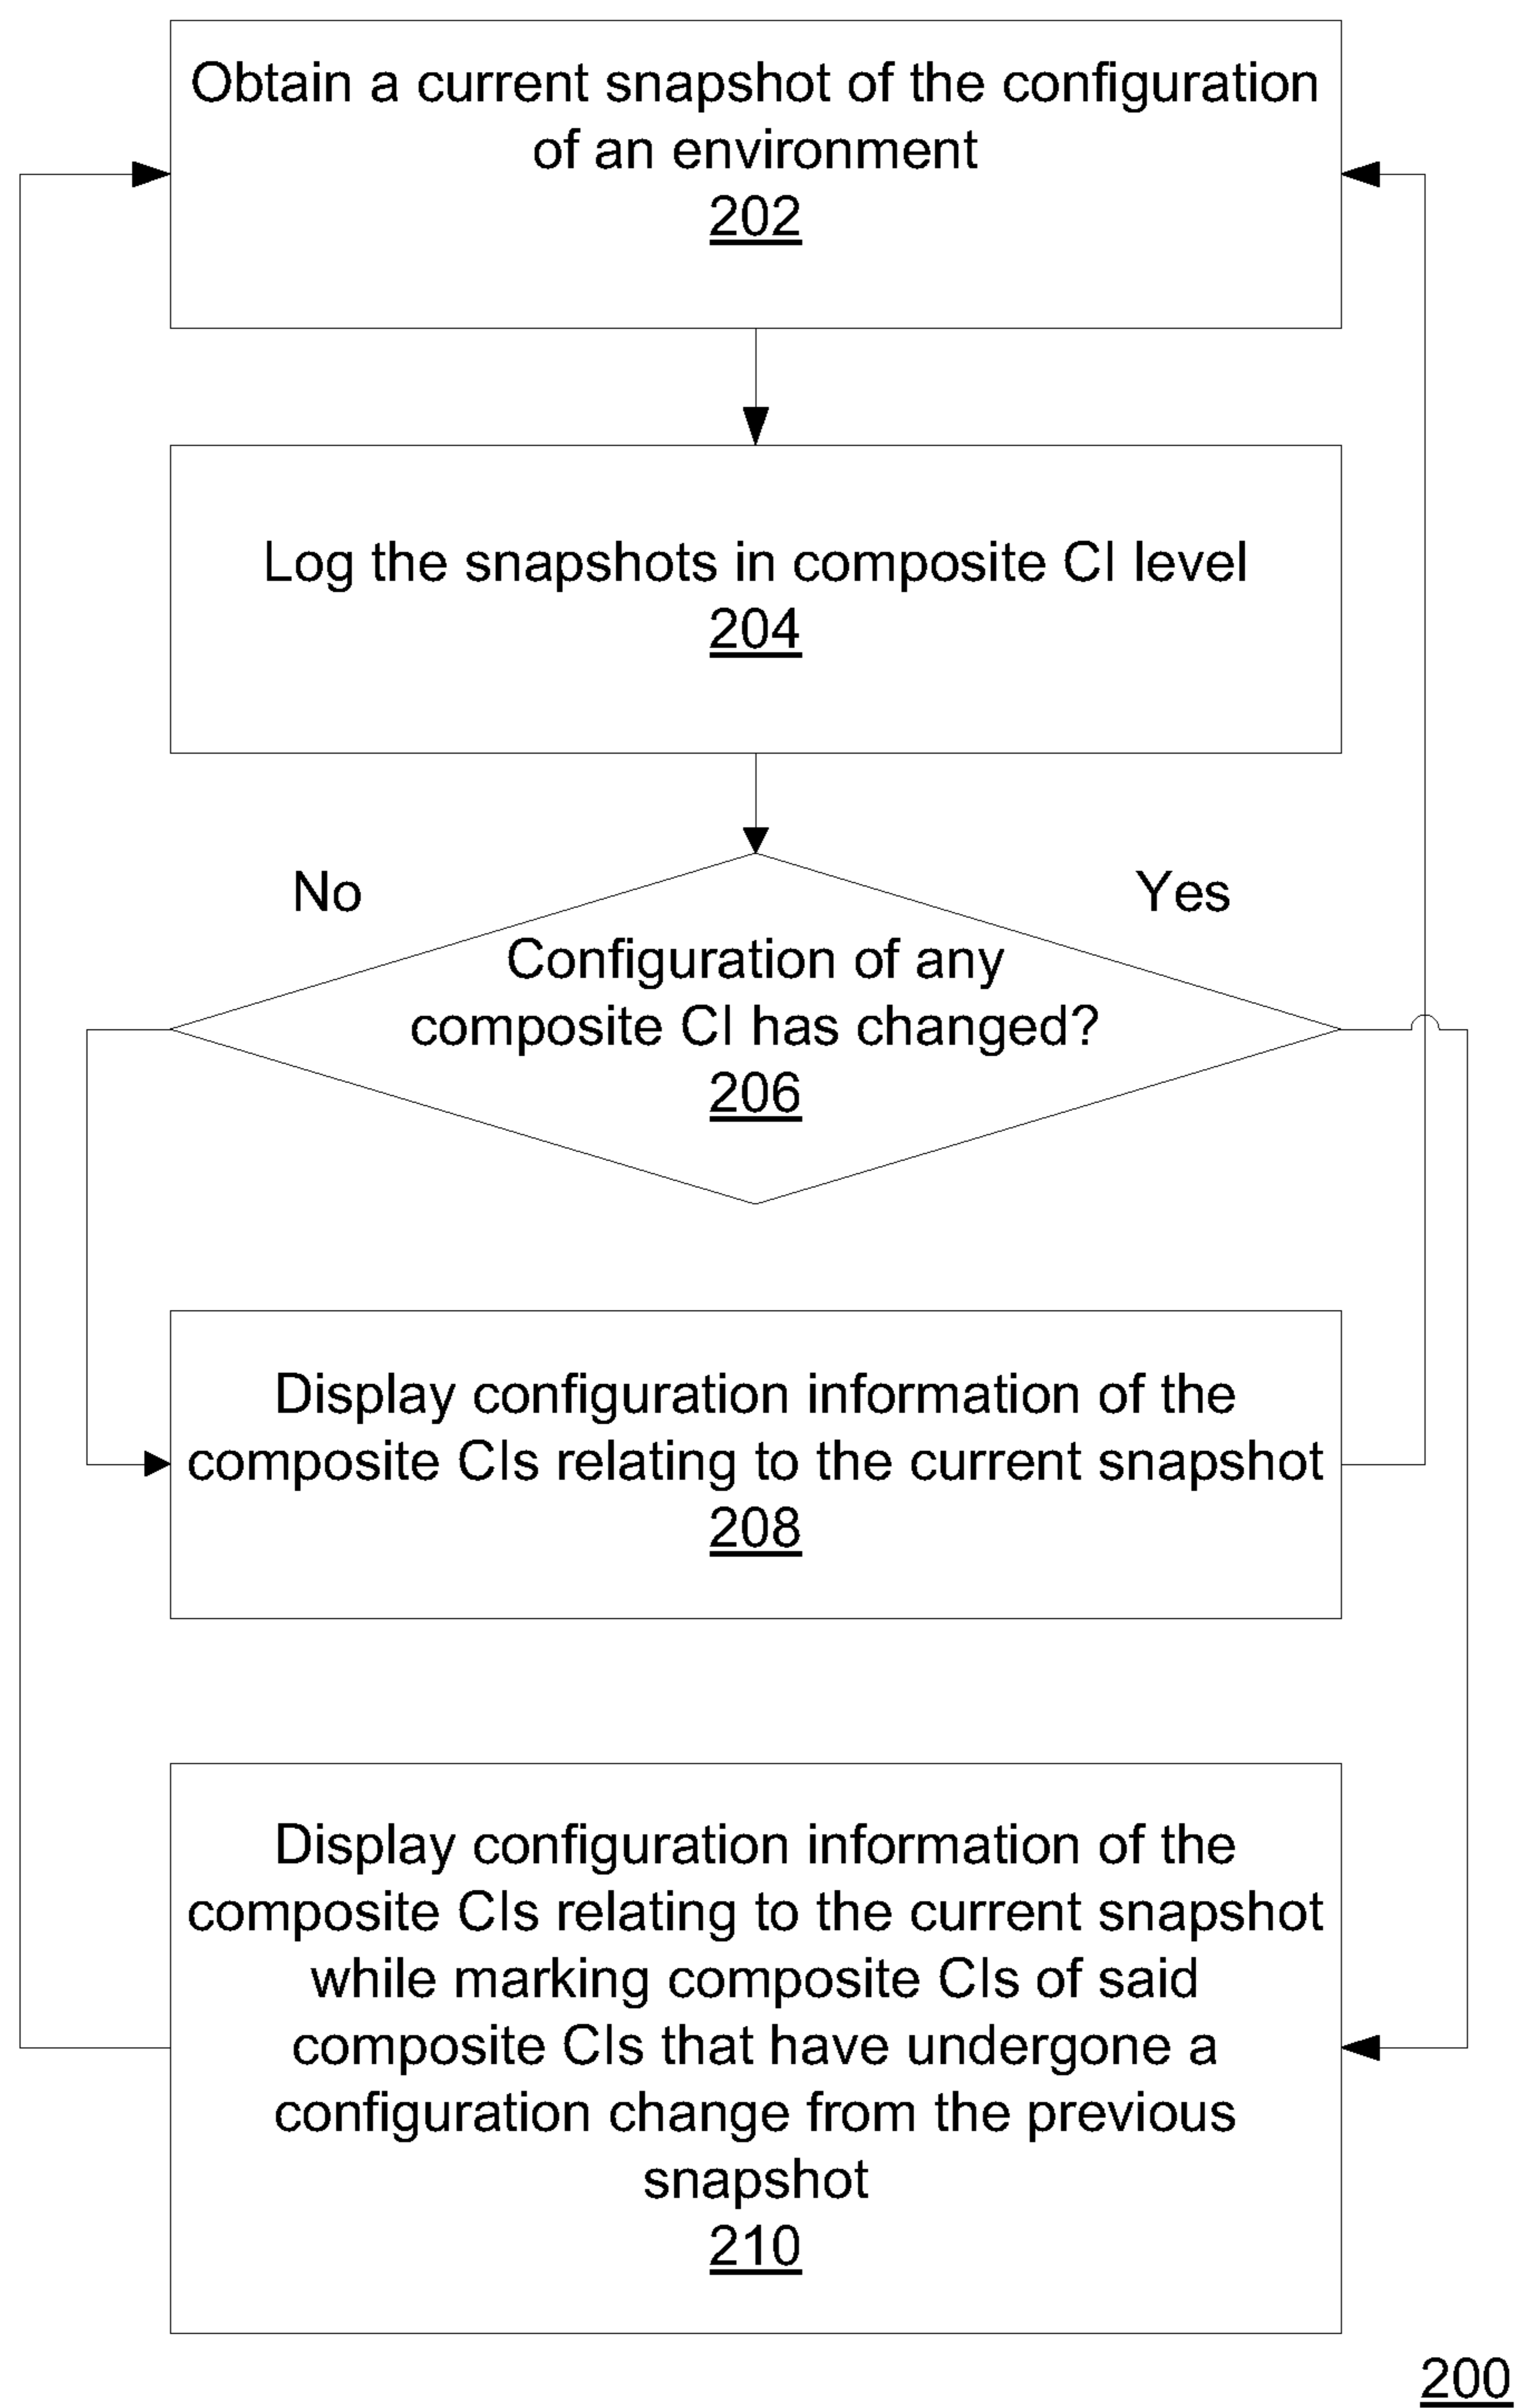 Obtain a current snapshot of the configuration
of an environment
202
Log the snapshots in composite CI level
204
No
Yes
Configuration of any
composite CI has changed?
206
Display configuration information of the
composite CIs relating to the current snapshot
208
Display configuration information of the
composite CIs relating to the current snapshot
while marking composite CIs of said
composite CIs that have undergone a
configuration change from the previous
snapshot
210
200